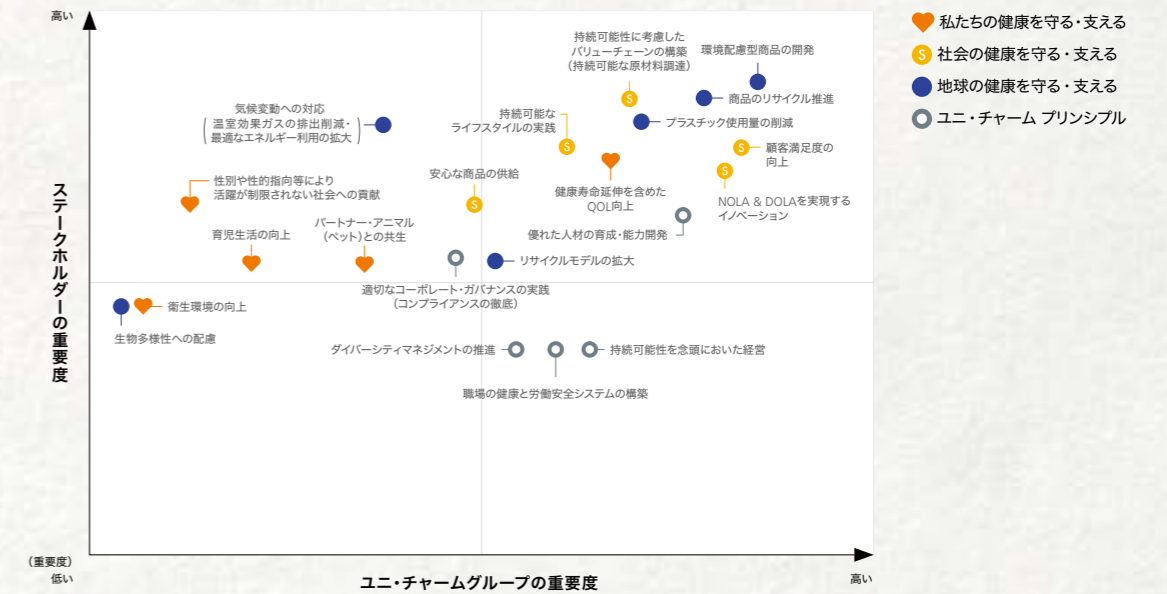 高い
ステークホルダーの重要度
（重要度）
低い
ユニ・チャームグループの重要度
高い
持続可能性に考慮した
バリューチェーンの構築
（持続可能な原材料調達）
環境配慮型商品の開発
商品のリサイクル推進
気候変動への対応
（温室効果ガスの排出削減・
最適なエネルギー利用の拡大）
持続可能な
ライフスタイルの実践
プラスチック使用量の削減
顧客満足度の
向上
安心な商品の供給
性別や性的指向等により
活躍が制限されない社会への貢献
健康寿命延伸を含めた
QOL向上
NOLA & DOLAを実現する
イノベーション
パートナー・アニマル
（ペット）との共生
育児生活の向上
優れた人材の育成・能力開発
リサイクルモデルの拡大
適切なコーポレート・ガバナンスの実践
（コンプライアンスの徹底）
衛生環境の向上
生物多様性への配慮
ダイバーシティマネジメントの推進
持続可能性を念頭においた経営
職場の健康と労働安全システムの構築
私たちの健康を守る・支える
S 社会の健康を守る・支える
地球の健康を守る・支える
ユニ・チャーム プリンシプル
S
S
S
S
S